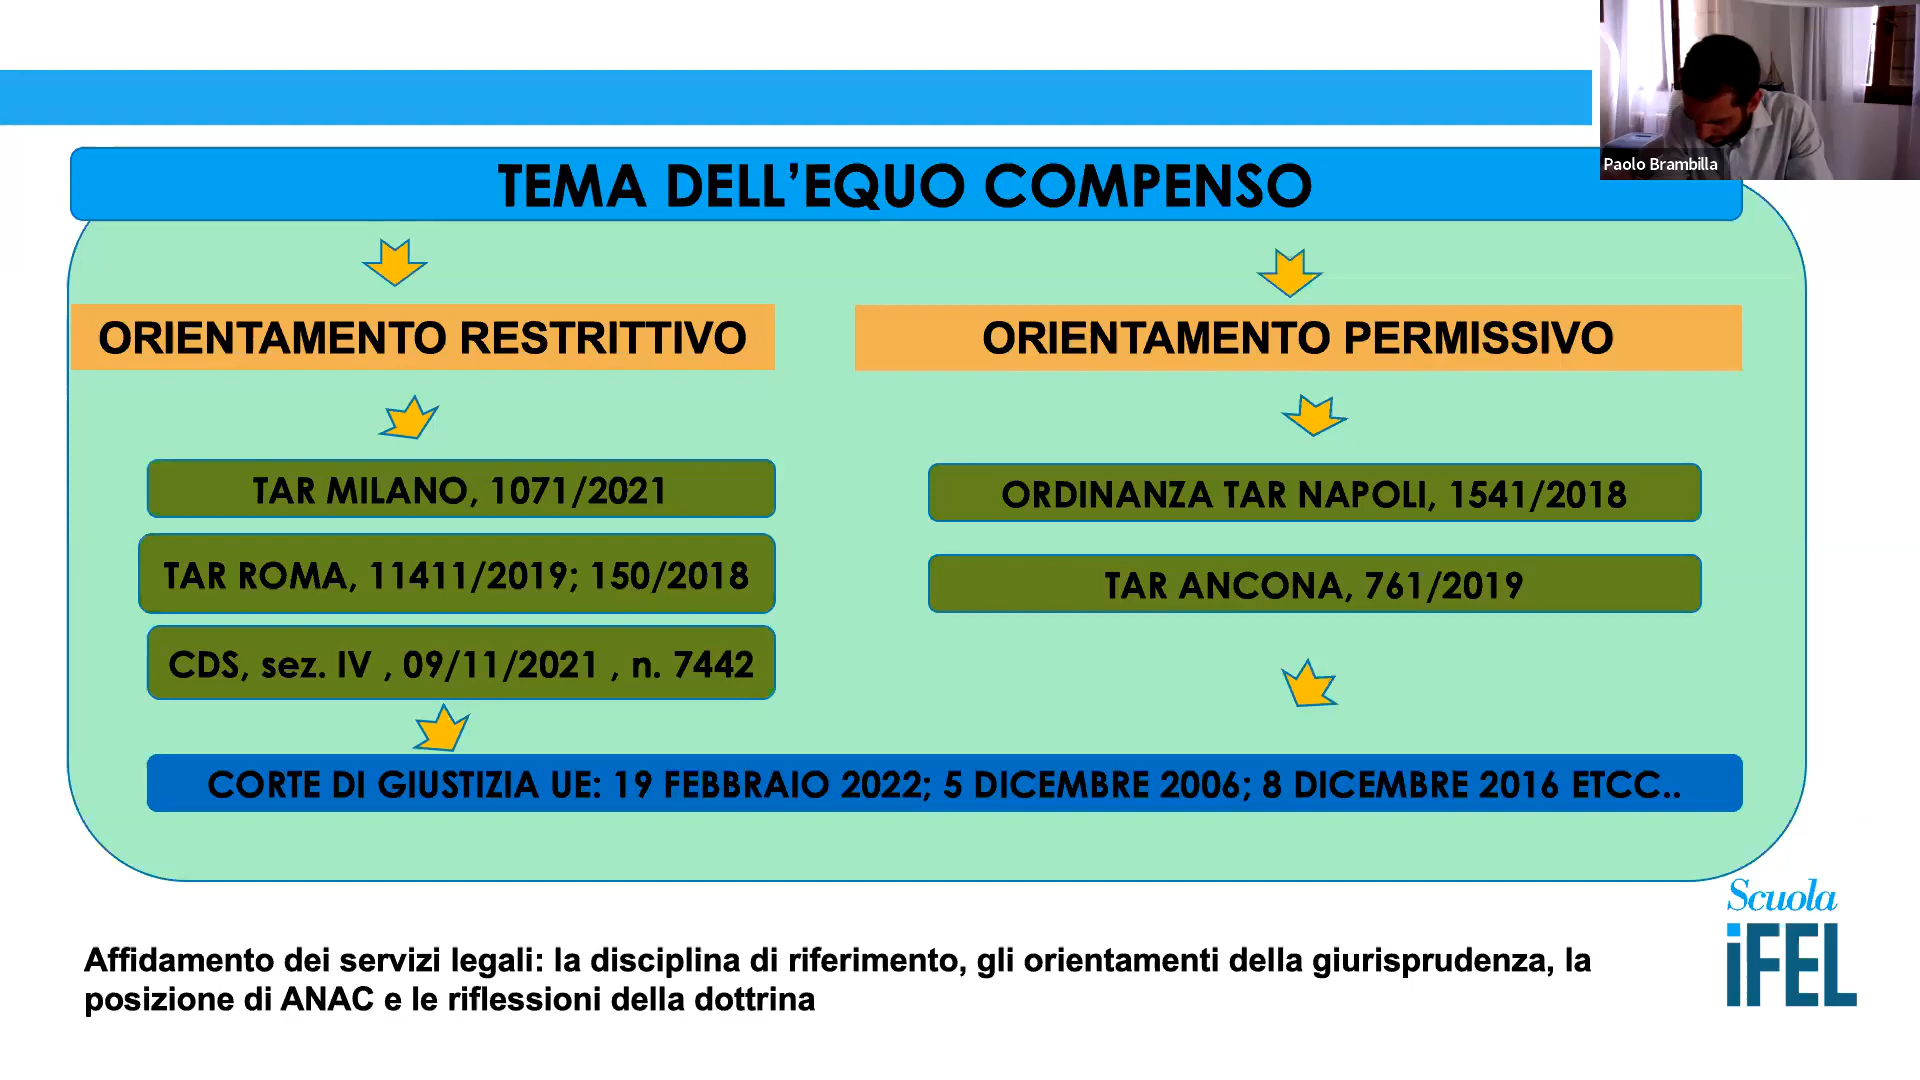 Paolo Brambilla
TEMA DELL’EQUO COMPENSO
ORIENTAMENTO RESTRITTIVO
ORIENTAMENTO PERMISSIVO
TAR MILANO, 1071/2021
TAR ROMA, 11411/2019; 150/2018
CDS, sez. IV , 09/11/2021 , n. 7442
ORDINANZA TAR NAPOLI, 1541/2018
TAR ANCONA, 761/2019
CORTE DI GIUSTIZIA UE: 19 FEBBRAIO 2022; 5 DICEMBRE 2006; 8 DICEMBRE 2016 ETCC..
Affidamento dei servizi legali: la disciplina di riferimento, gli orientamenti della giurisprudenza, la
posizione di ANAC e le riflessioni della dottrina
Scuola
iFEL